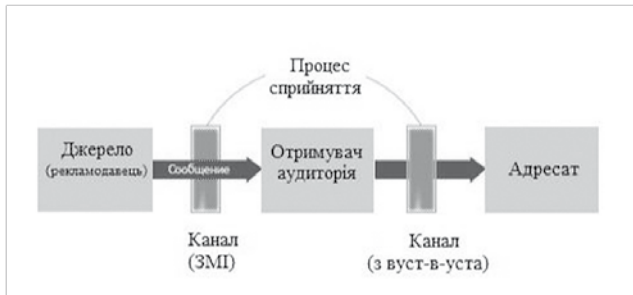 Процес
сприйняття
Джерело
(рекламодавець)
Сообщение
Отримувач
аудиторія
Адресат
Канал
(ЗМІ)
Канал
(з вуст-в-уста)